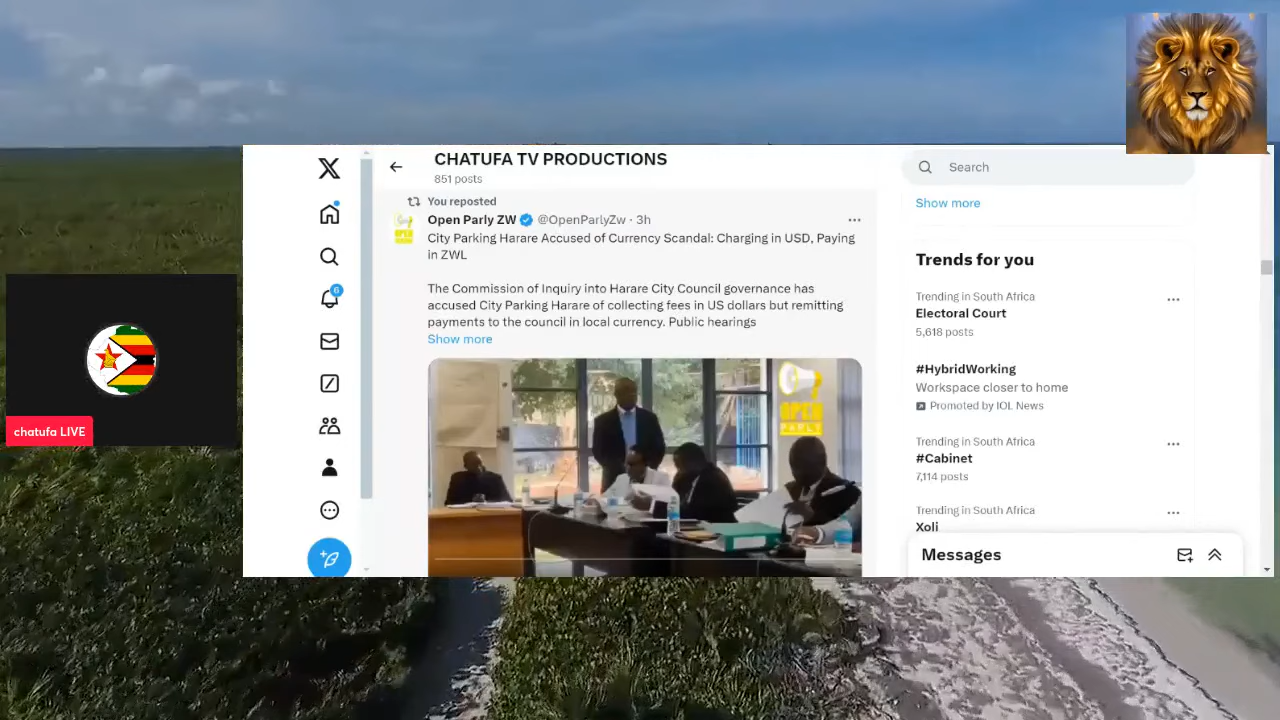 CHATUFA TV PRODUCTIONS
851 posts
You reposted
Open Parly ZW @OpenParlyZw · 3h
City Parking Harare Accused of Currency Scandal: Charging in USD, Paying
in ZWL
The Commission of Inquiry into Harare City Council governance has
accused City Parking Harare of collecting fees in US dollars but remitting
payments to the council in local currency. Public hearings
Show more
OPEN
PARLY
Search
Show more
Trends for you
Trending in South Africa
Electoral Court
5,618 posts
#HybridWorking
Workspace closer to home
Promoted by IOL News
Trending in South Africa
#Cabinet
7,114 posts
Trending in South Africa
Xoli
Messages
6
chatufa LIVE